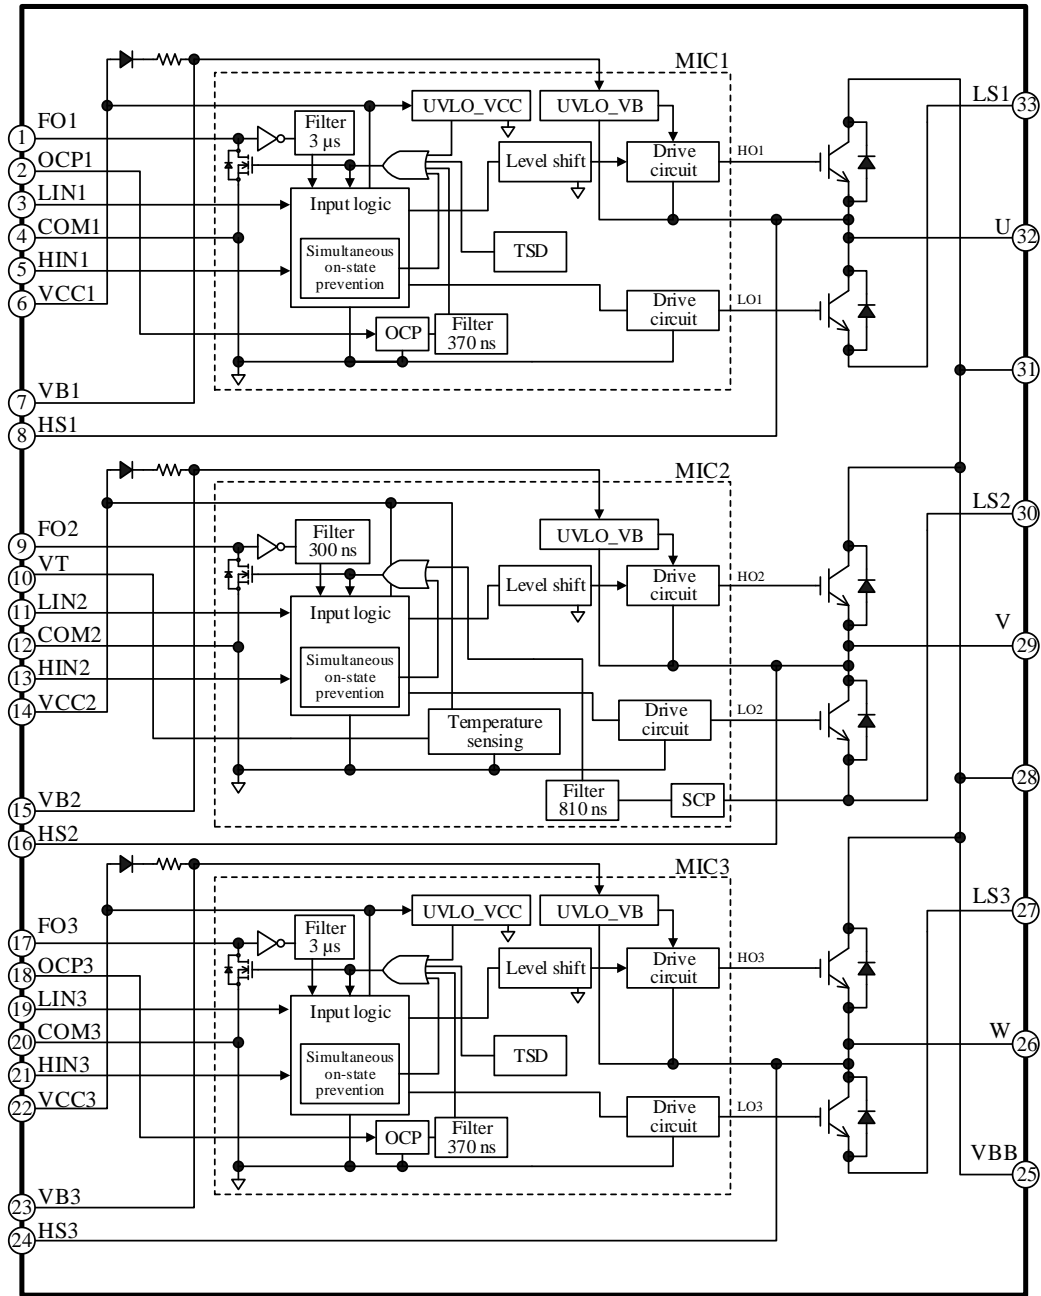 MIC1
FO1
1
OCP1
2
LIN1
3
COM1
4
HIN1
5
VCC1
6
VB1
7
HS1
8
UVLO_VCC
UVLO_VB
Filter
3 µs
Level shift
Drive
circuit
HO1
Input logic
Simultaneous
on-state
prevention
TSD
Drive
circuit
LO1
OCP
Filter
370 ns
LS1
33
U
32
31
MIC2
FO2
9
VT
10
LIN2
11
COM2
12
HIN2
13
VCC2
14
VB2
15
HS2
16
Filter
300 ns
UVLO_VB
Level shift
Drive
circuit
HO2
Input logic
Simultaneous
on-state
prevention
Temperature
sensing
Drive
circuit
LO2
Filter
810 ns
SCP
LS2
30
V
29
28
MIC3
FO3
17
OCP3
18
LIN3
19
COM3
20
HIN3
21
VCC3
22
VB3
23
HS3
24
UVLO_VCC
UVLO_VB
Filter
3 µs
Level shift
Drive
circuit
HO3
Input logic
Simultaneous
on-state
prevention
TSD
Drive
circuit
LO3
OCP
Filter
370 ns
LS3
27
W
26
VBB
25